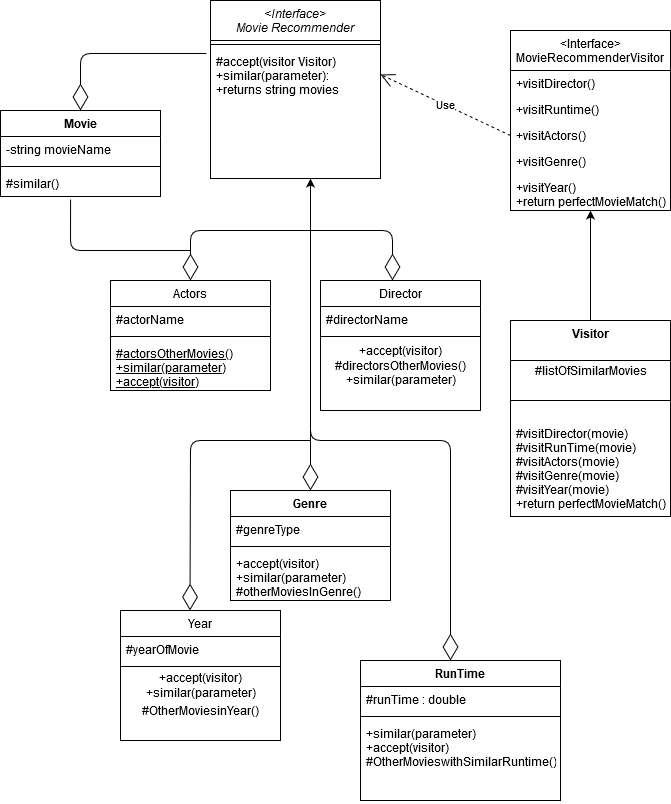 <Interface>
Movie Recommender
#accept(visitor Visitor)
+similar(parameter):
+returns string movies
<Interface>
MovieRecommenderVisitor
+visitDirector()
+visitRuntime()
+visitActors()
+visitGenre()
+visitYear()
+return perfectMovieMatch()
Use
Movie
-string movieName
#similar()
Actors
#actorName
#actorsOtherMovies()
+similar(parameter)
+accept(visitor)
Director
#directorName
+accept(visitor)
#directorsOtherMovies()
+similar(parameter)
Visitor
#listOfSimilarMovies
#visitDirector(movie)
#visitRunTime(movie)
#visitActors(movie)
#visitGenre(movie)
#visitYear(movie)
+return perfectMovieMatch()
Genre
#genreType
+accept(visitor)
+similar(parameter)
#otherMoviesInGenre()
Year
#yearOfMovie
+accept(visitor)
+similar(parameter)
#OtherMoviesinYear()
RunTime
#runTime : double
+similar(parameter)
+accept(visitor)
#OtherMovieswithSimilarRuntime()